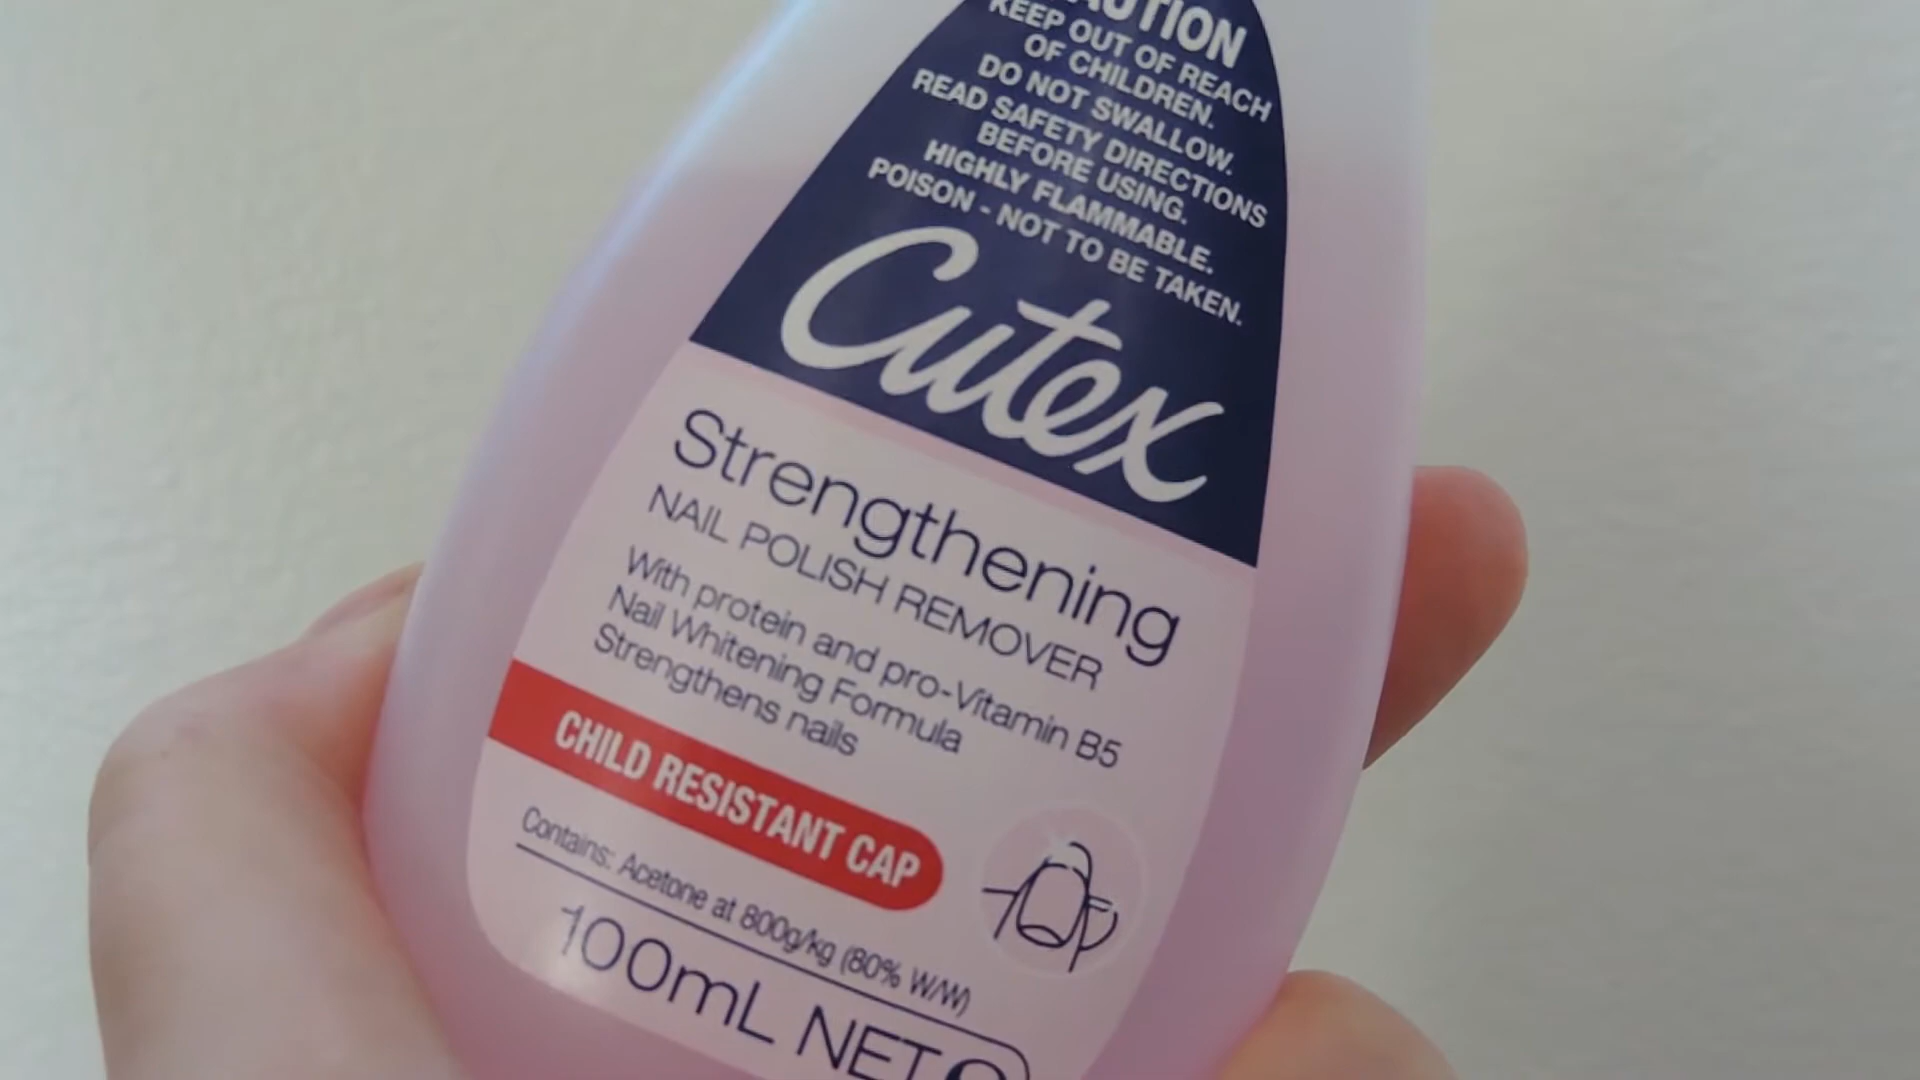 CAUTION
KEEP OUT OF REACH
OF CHILDREN.
DO NOT SWALLOW.
READ SAFETY DIRECTIONS
BEFORE USING.
HIGHLY FLAMMABLE.
POISON - NOT TO BE TAKEN.
Cutex
Strengthening
NAIL POLISH REMOVER
With protein and pro-Vitamin B5
Nail Whitening Formula
Strengthens nails
CHILD RESISTANT CAP
Contains: Acetone at 800g/kg (80% W/W)
100mL NET